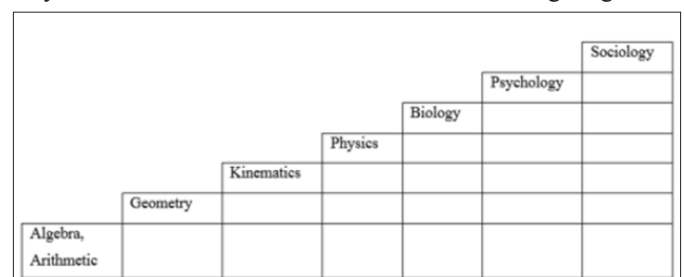 Sociology
Psychology
Biology
Physics
Kinematics
Geometry
Algebra,
Arithmetic